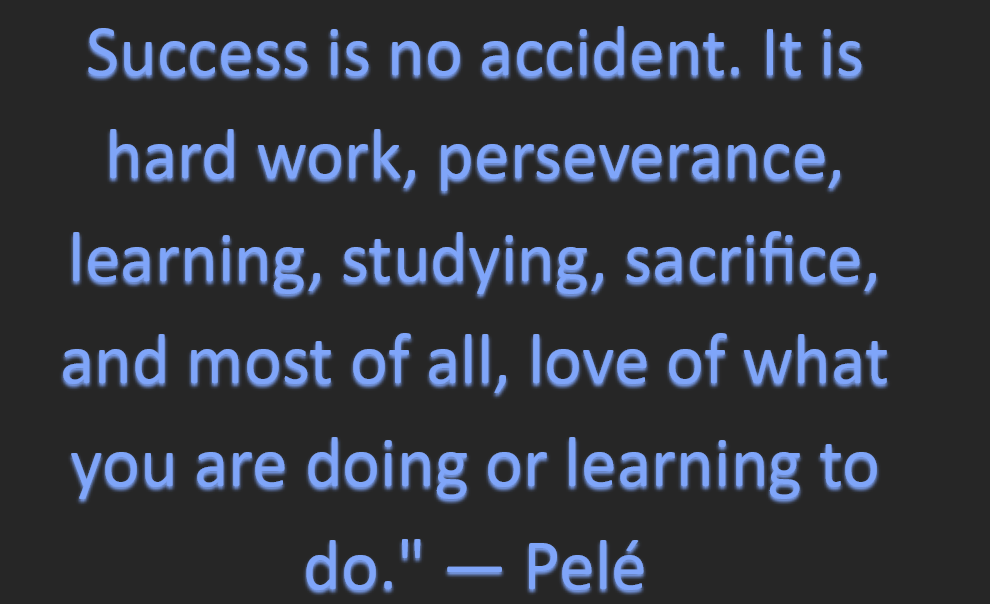 Success is no accident. It is
hard work, perseverance,
learning, studying, sacrifice,
and most of all, love of what
you are doing or learning to
do." — Pelé